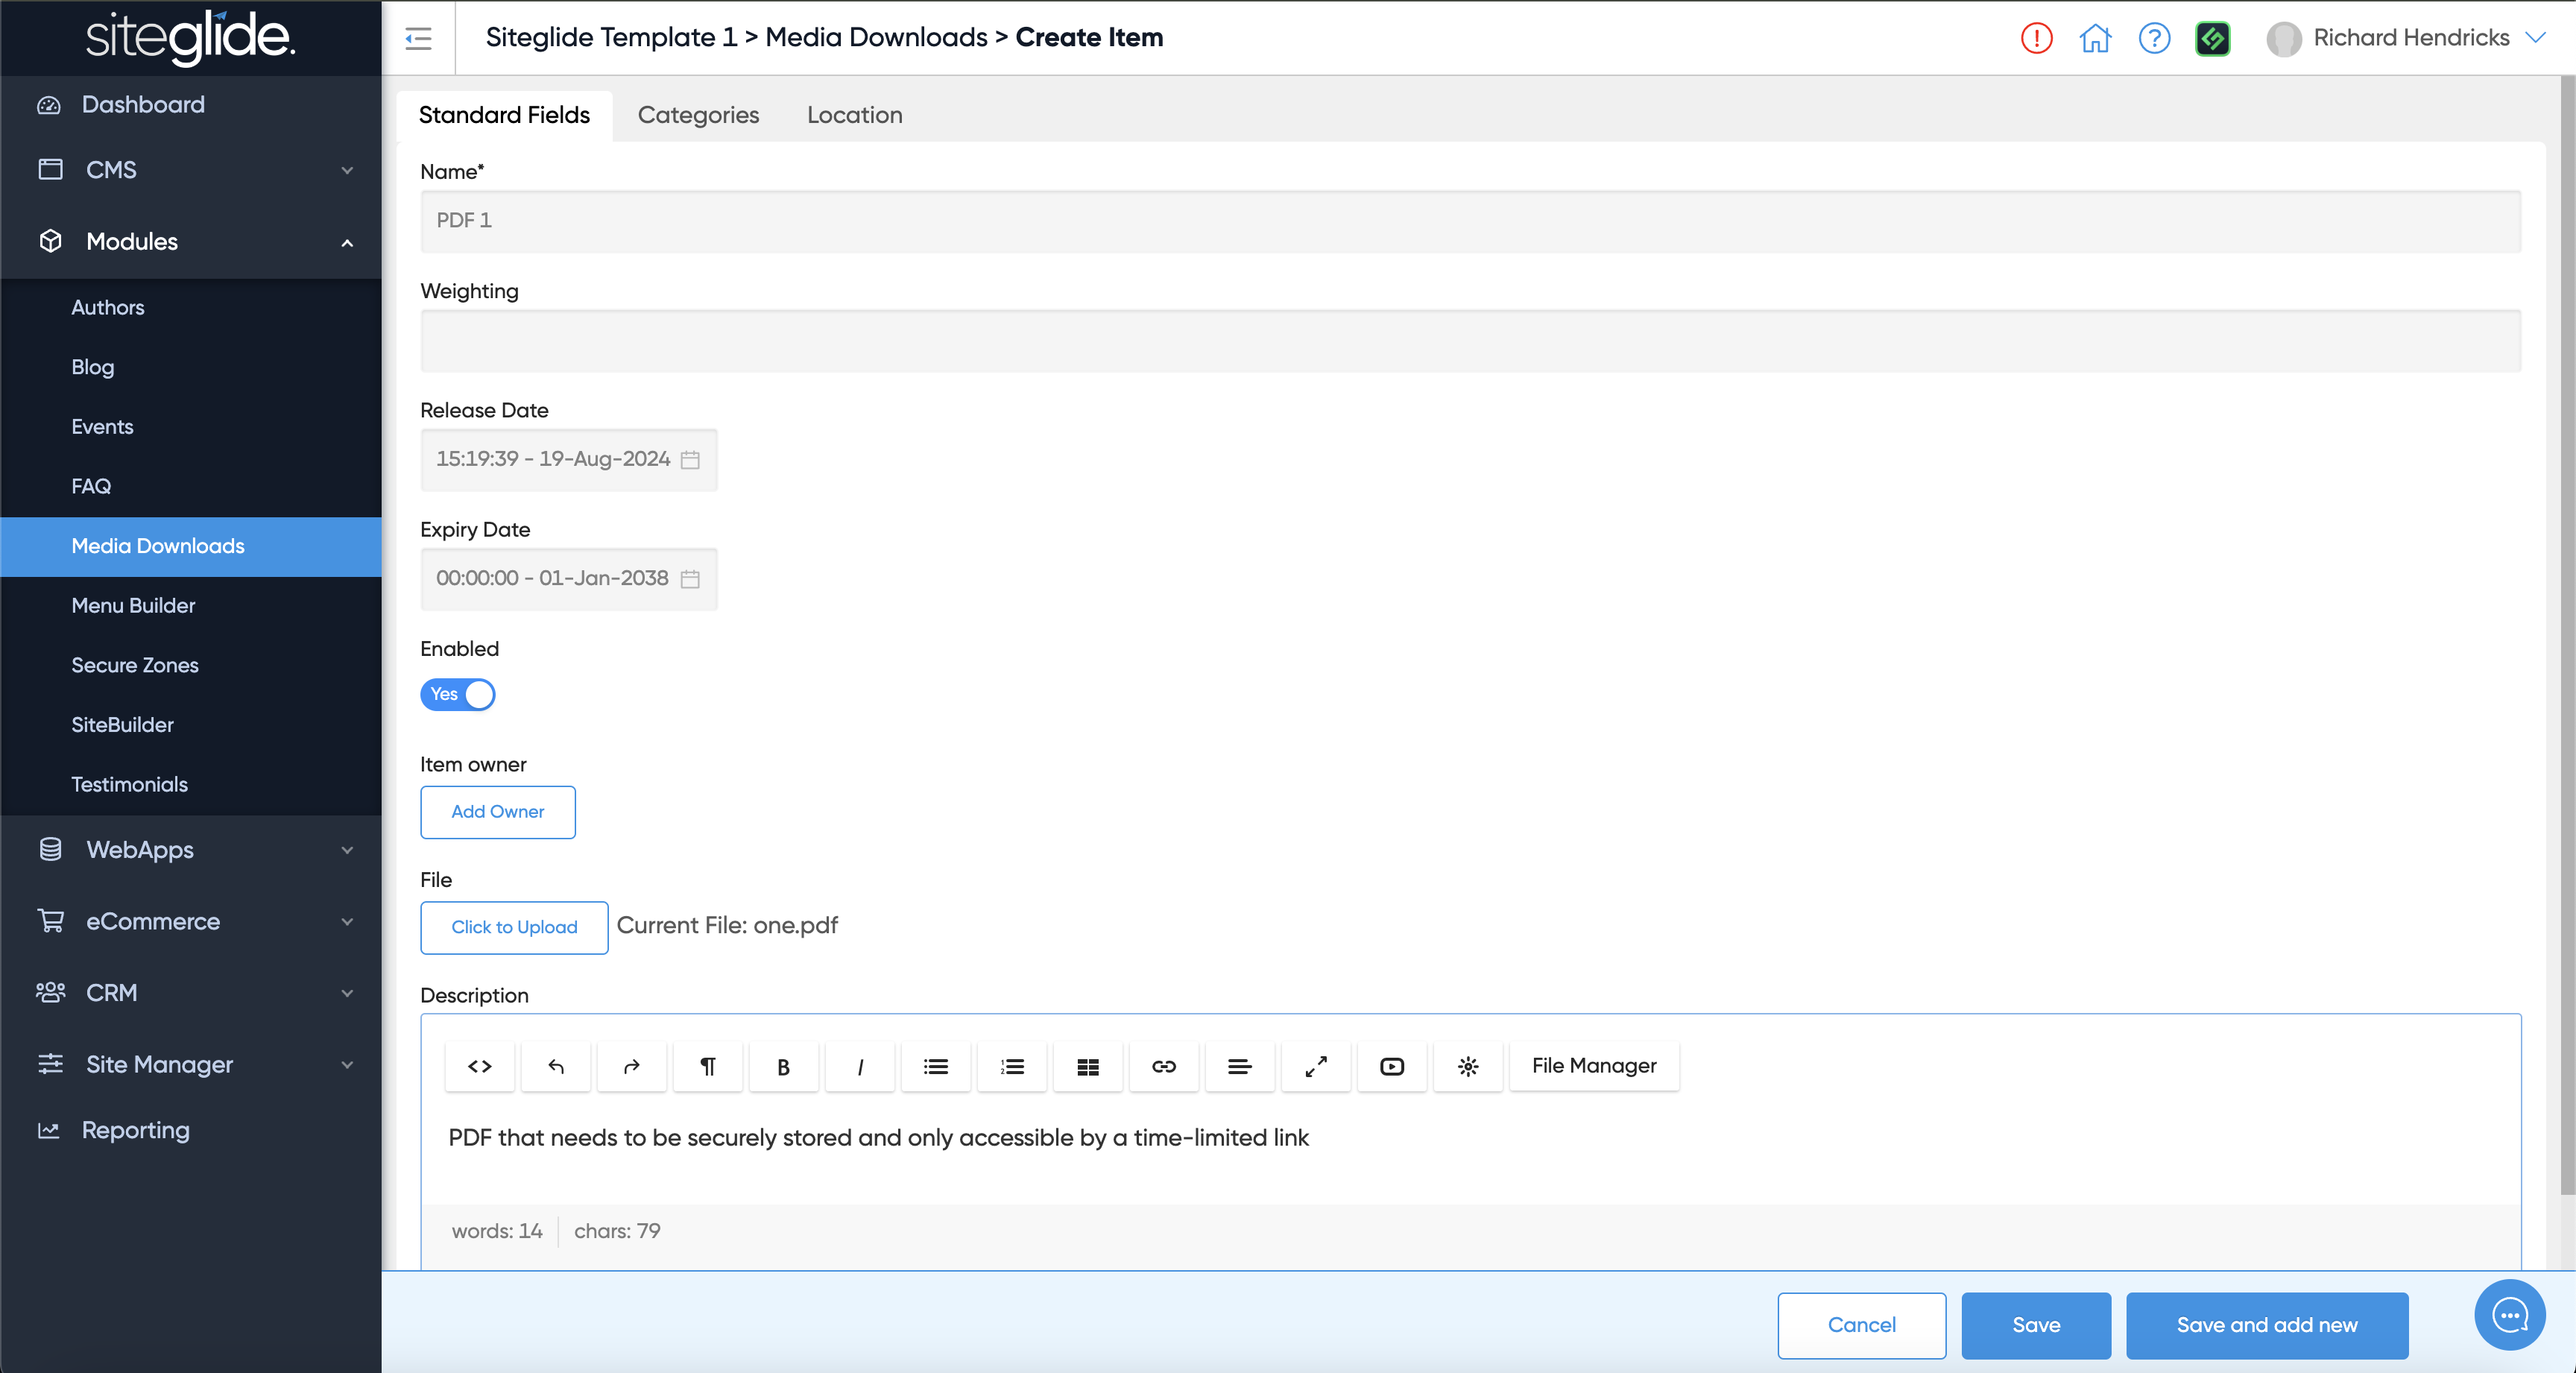 siteglide.
Siteglide Template 1 > Media Downloads > Create Item
Richard Hendricks
Dashboard
CMS
Modules
Authors
Blog
Events
FAQ
Media Downloads
Menu Builder
Secure Zones
SiteBuilder
Testimonials
WebApps
eCommerce
CRM
Site Manager
Reporting
Standard Fields
Categories
Location
Name*
PDF 1
Weighting
Release Date
15:19:39 - 19-Aug-2024
Expiry Date
00:00:00 - 01-Jan-2038
Enabled
Yes
Item owner
Add Owner
File
Click to Upload
Current File: one.pdf
Description
File Manager
PDF that needs to be securely stored and only accessible by a time-limited link
words: 14
chars: 79
Cancel
Save
Save and add new